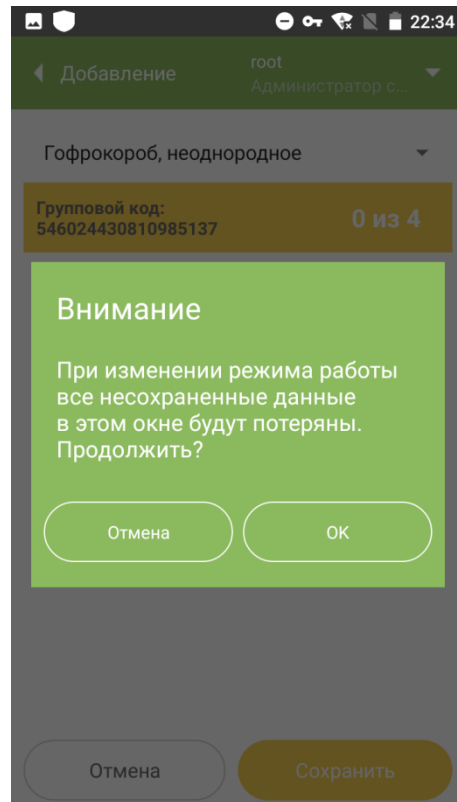 22:34
Добавление
root
Администратор с...
Гофрокороб, неоднородное
Групповой код:
546024430810985137
0 из 4
Внимание
При изменении режима работы
все несохраненные данные
в этом окне будут потеряны.
Продолжить?
Отмена
ОК
Отмена
Сохранить